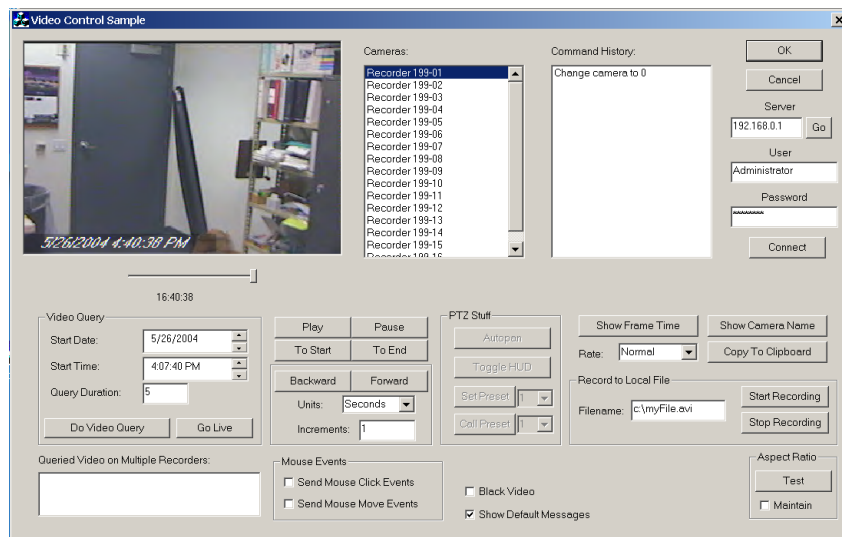 Video Control Sample
5/26/2004 4:40:38 PM
16:40:38
Cameras:
Recorder 199-01
Recorder 199-02
Recorder 199-03
Recorder 199-04
Recorder 199-05
Recorder 199-06
Recorder 199-07
Recorder 199-08
Recorder 199-09
Recorder 199-10
Recorder 199-11
Recorder 199-12
Recorder 199-13
Recorder 199-14
Recorder 199-15
Recorder 199-16
Command History:
Change camera to 0
OK
Cancel
Server
192.168.0.1 Go
User
Administrator
Password
********
Connect
Video Query
Start Date: 5/26/2004
Start Time: 4:07:40 PM
Query Duration: 5
Do Video Query Go Live
Play Pause
To Start To End
Backward Forward
Units: Seconds
Increments: 1
PTZ Stuff
Autopan
Toggle HUD
Set Preset 1
Call Preset 1
Show Frame Time Show Camera Name
Rate: Normal Copy To Clipboard
Record to Local File
Filename: c:\myFile.avi
Start Recording
Stop Recording
Queried Video on Multiple Recorders:
Mouse Events
Send Mouse Click Events
Send Mouse Move Events
Black Video
Show Default Messages
Aspect Ratio
Test
Maintain